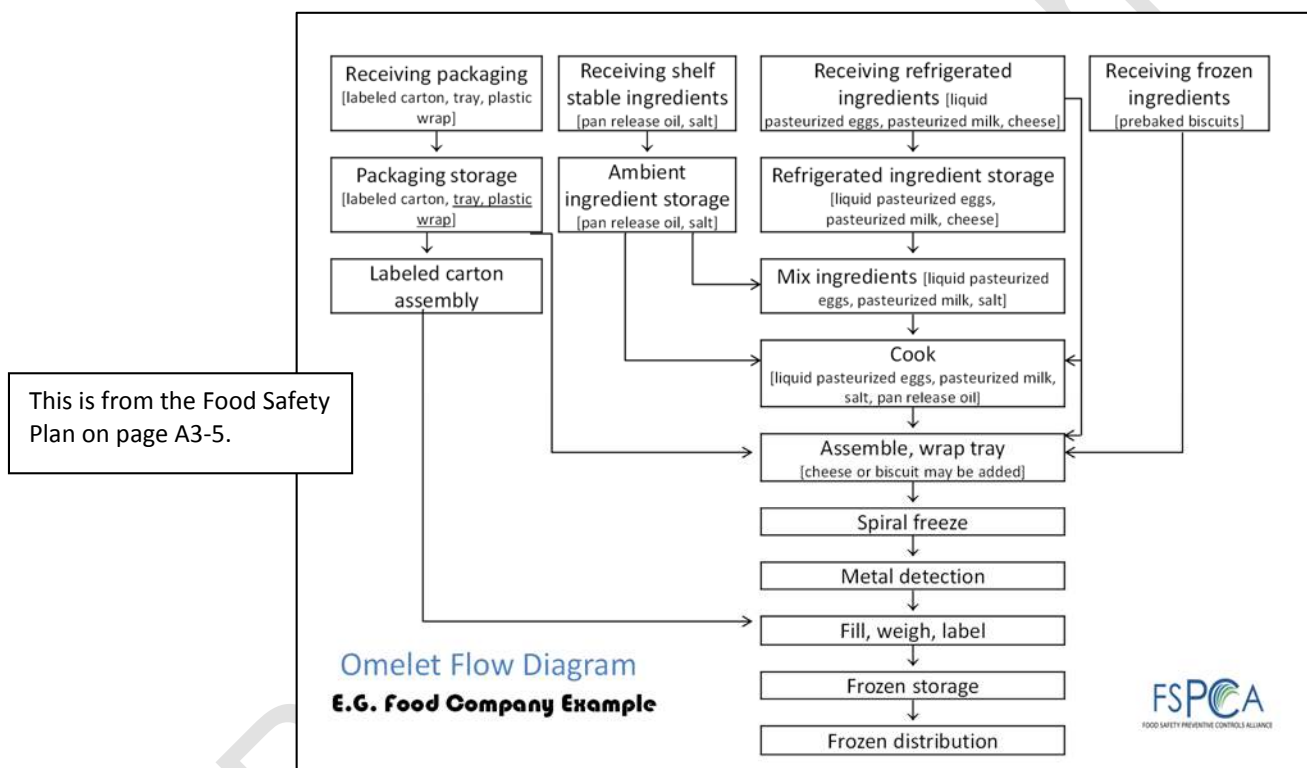 Receiving packaging
[labeled carton, tray, plastic
wrap]
Receiving shelf
stable ingredients
[pan release oil, salt]
Receiving refrigerated
ingredients [liquid
pasteurized eggs, pasteurized milk, cheese]
Receiving frozen
ingredients
[prebaked biscuits]
Packaging storage
[labeled carton, tray, plastic
wrap]
Ambient
ingredient storage
[pan release oil, salt]
Refrigerated ingredient storage
[liquid pasteurized eggs,
pasteurized milk, cheese]
Labeled carton
assembly
Mix ingredients [liquid pasteurized
eggs, pasteurized milk, salt]
Cook
[liquid pasteurized eggs, pasteurized milk,
salt, pan release oil]
This is from the Food Safety
Plan on page A3-5.
Assemble, wrap tray
[cheese or biscuit may be added]
Spiral freeze
Metal detection
Fill, weigh, label
Frozen storage
Frozen distribution
Omelet Flow Diagram
E.G. Food Company Example
FSPCA
FOOD SAFETY PREVENTIVE CONTROLS ALLIANCE